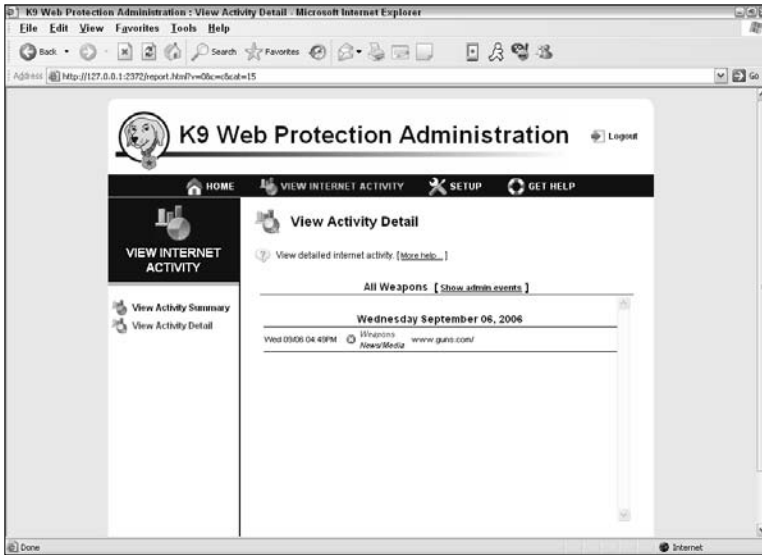 K9 Web Protection Administration : View Activity Detail - Microsoft Internet Explorer
File Edit View Favorites Tools Help
Back Search Favorites
Address http://127.0.0.1:2372/report.html?v=0&c=c&cat=15 Go
K9 Web Protection Administration Logout
HOME VIEW INTERNET ACTIVITY SETUP GET HELP
VIEW INTERNET
ACTIVITY
View Activity Summary
View Activity Detail
View Activity Detail
View detailed internet activity. [More help... ]
All Weapons [ Show admin events ]
Wednesday September 06, 2006
Wed 09/06 04:49PM Weapons
News/Media www.guns.com/
Done Internet